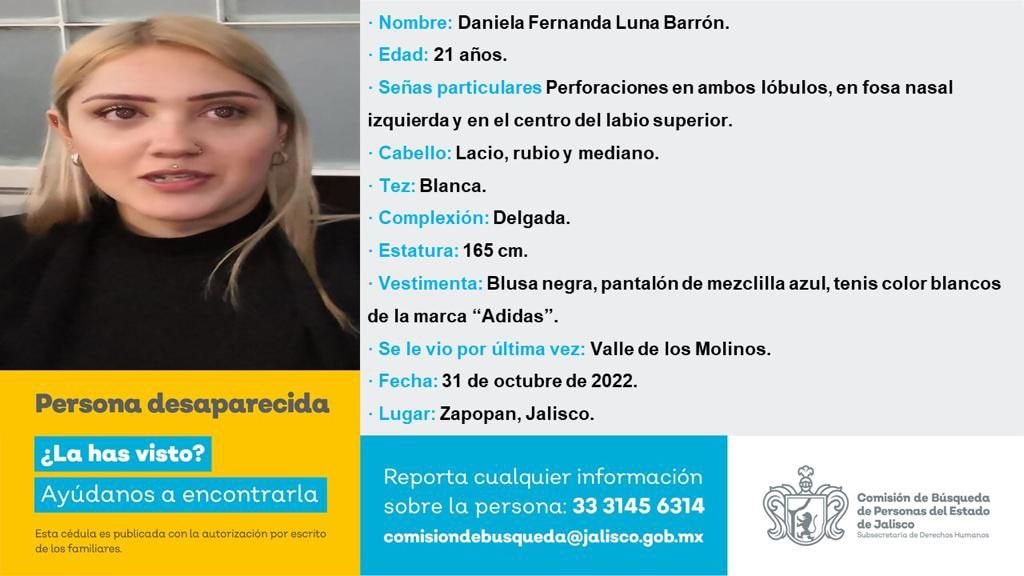 · Nombre: Daniela Fernanda Luna Barrón.
· Edad: 21 años.
· Señas particulares Perforaciones en ambos lóbulos, en fosa nasal
izquierda y en el centro del labio superior.
· Cabello: Lacio, rubio y mediano.
· Tez: Blanca.
· Complexión: Delgada.
· Estatura: 165 cm.
· Vestimenta: Blusa negra, pantalón de mezclilla azul, tenis color blancos
de la marca “Adidas”.
· Se le vio por última vez: Valle de los Molinos.
· Fecha: 31 de octubre de 2022.
· Lugar: Zapopan, Jalisco.
Persona desaparecida
¿La has visto?
Ayúdanos a encontrarla
Esta cédula es publicada con la autorización por escrito
de los familiares.
Reporta cualquier información
sobre la persona: 33 3145 6314
comisiondebusqueda@jalisco.gob.mx
Comisión de Búsqueda
de Personas del Estado
de Jalisco
Subsecretaría de Derechos Humanos